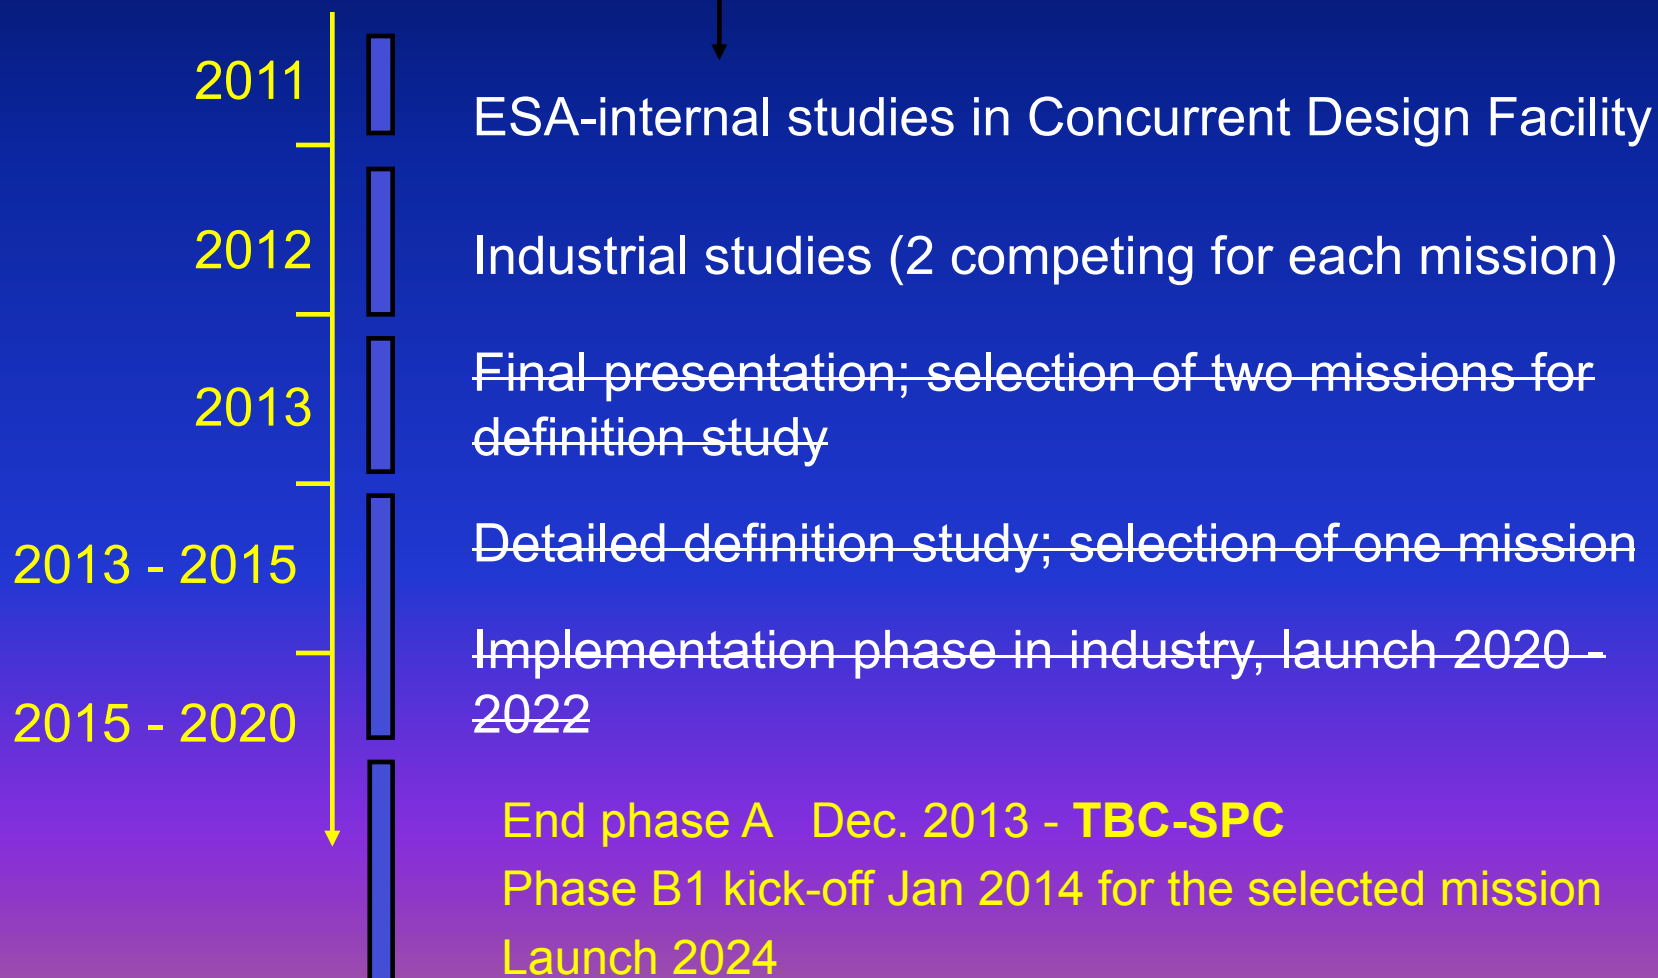 2011
ESA-internal studies in Concurrent Design Facility
2012
Industrial studies (2 competing for each mission)
2013
Final presentation; selection of two missions for
definition study
2013 - 2015
Detailed definition study; selection of one mission
2015 - 2020
Implementation phase in industry, launch 2020 -
2022
End phase A Dec. 2013 - TBC-SPC
Phase B1 kick-off Jan 2014 for the selected mission
Launch 2024